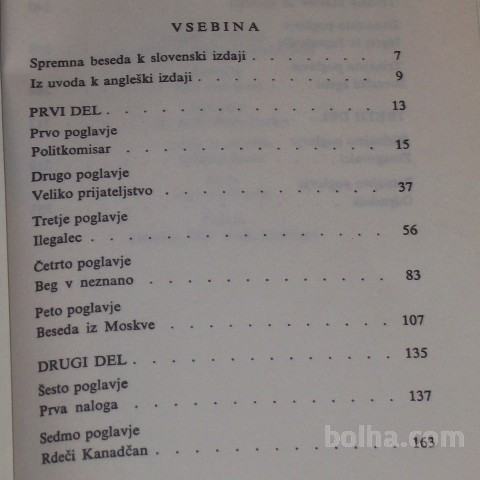 VSEBINA
Spremna beseda k slovenski izdaji . . . . . . . 7
Iz uvoda k angleški izdaji . . . . . . . . . . 9
PRVI DEL . . . . . . . . . . . . . 13
Prvo poglavje
Politkomisar . . . . . . . . . . . . 15
Drugo poglavje
Veliko prijateljstvo . . . . . . . . . . . 37
Tretje poglavje
Ilegalec . . . . . . . . . . . . . . 56
Četrto poglavje
Beg v neznano . . . . . . . . . . . . 83
Peto poglavje
Beseda iz Moskve . . . . . . . . . . . 107
DRUGI DEL . . . . . . . . . . . . 135
Šesto poglavje
Prva naloga . . . . . . . . . . . . 137
Sedmo poglavje
Rdeči Kanadčan . . . . . . . . . . . 163
bolha.com